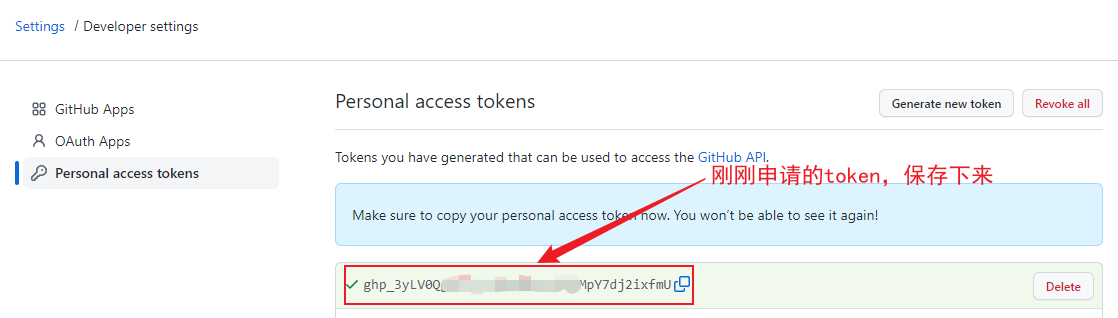 Settings / Developer settings
GitHub Apps
OAuth Apps
Personal access tokens
Personal access tokens
Generate new token
Revoke all
Tokens you have generated that can be used to access the GitHub API.
刚刚申请的token，保存下来
Make sure to copy your personal access token now. You won't be able to see it again!
ghp_3yLV0Q MpY7dj2ixfmU
Delete